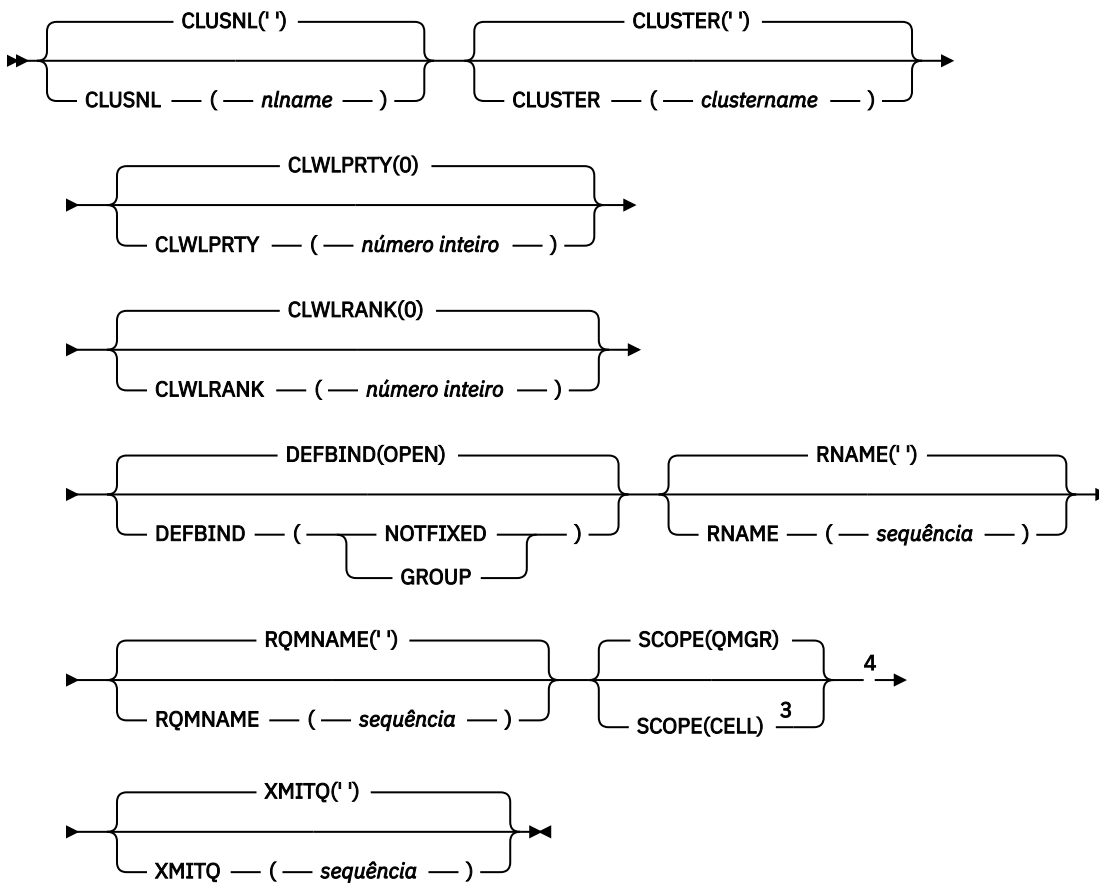 CLUSNL(' ') CLUSTER(' ')
CLUSNL ( nlname ) CLUSTER ( clustername )
CLWLPRTY(0)
CLWLPRTY ( número inteiro )
CLWLRANK(0)
CLWLRANK ( número inteiro )
DEFBIND(OPEN) RNAME(' ')
DEFBIND ( NOTFIXED ) RNAME ( sequência )
GROUP
RQMNAME(' ') SCOPE(QMGR) 4
RQMNAME ( sequência ) SCOPE(CELL) 3
XMITQ(' ')
XMITQ ( sequência )